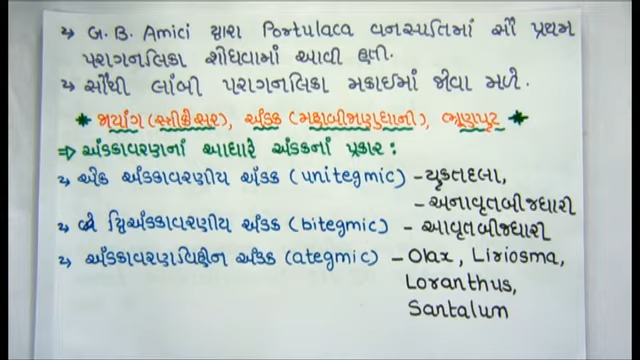 → G.B. Amici દ્વારા Portulaca વનસ્પતિમાં સૌ પ્રથમ
પરાગનલિકા શોધવામાં આવી હતી.
→ સૌથી લાંબી પરાગનલિકા મકાઈમાં જોવા મળે.
* જાયાંગ (સ્ત્રીકેસર), અંડક (મહાબીજાણુધાની), ભ્રૂણપૂટ *
⇒ અંડકાવરણનાં આધારે અંડકનાં પ્રકાર :
→ એક અંડકાવરણીય અંડક (unitegmic) - યુક્તદલા,
- અનાવૃતબીજધારી
→ દ્વિઅંડકાવરણીય અંડક (bitegmic) - આવૃતબીજધારી
→ અંડકાવરણવિહીન અંડક (ategmic) - Olax, Liriosma,
Loranthus,
Santalum